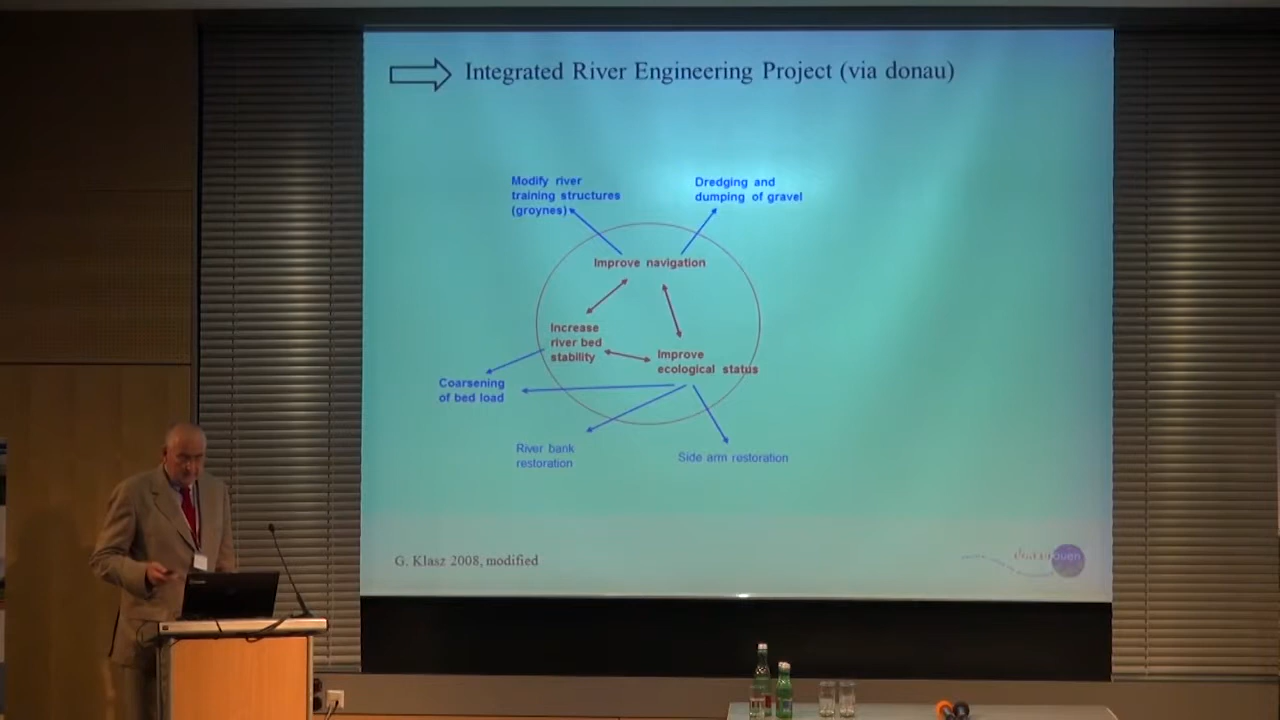 Integrated River Engineering Project (via donau)
Modify river
training structures
(groynes)
Dredging and
dumping of gravel
Improve navigation
Increase
river bed
stability
Improve
ecological status
Coarsening
of bed load
River bank
restoration
Side arm restoration
G. Klasz 2008, modified